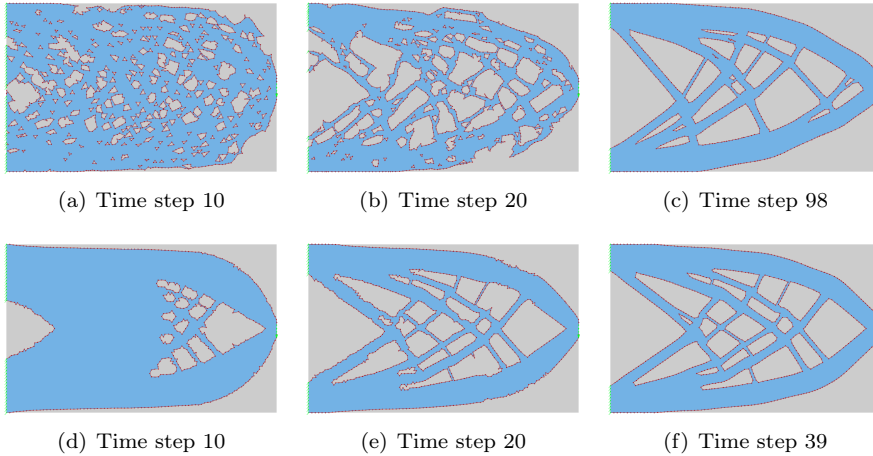 (a) Time step 10
(b) Time step 20
(c) Time step 98
(d) Time step 10
(e) Time step 20
(f) Time step 39